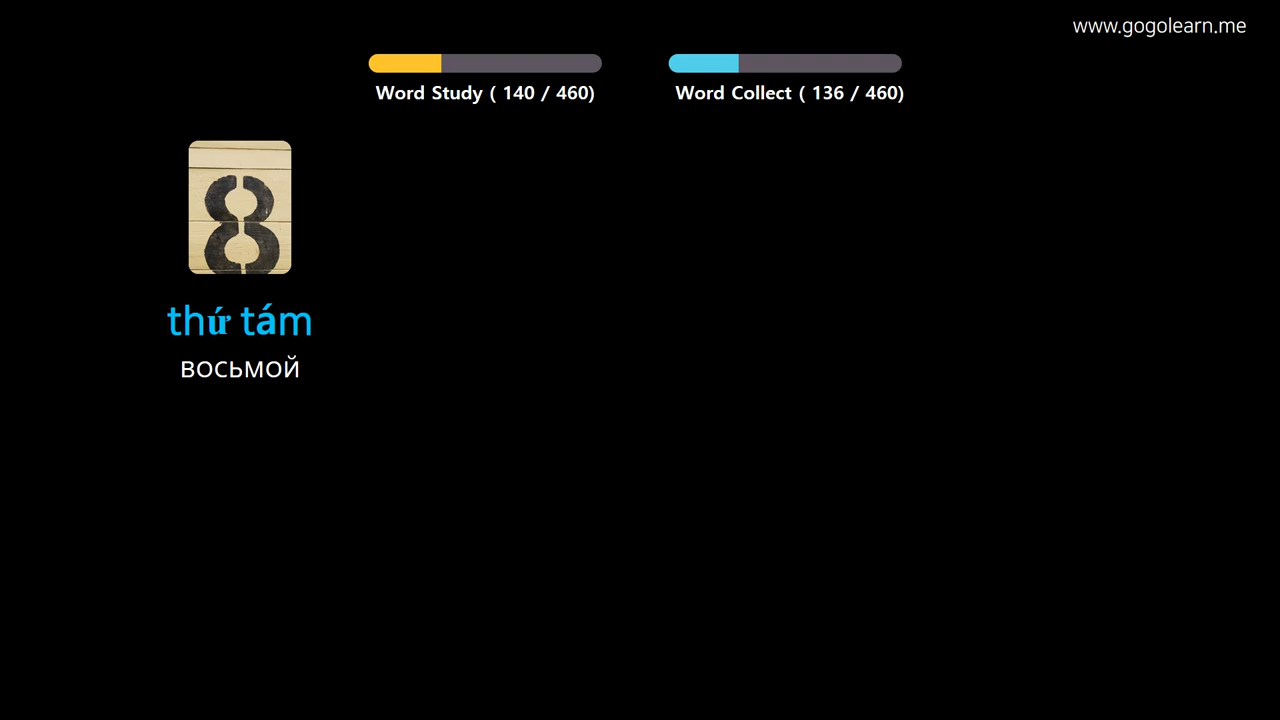 www.gogolearn.me
Word Study ( 140 / 460)
Word Collect ( 136 / 460)
8
thứ tám
восьмой